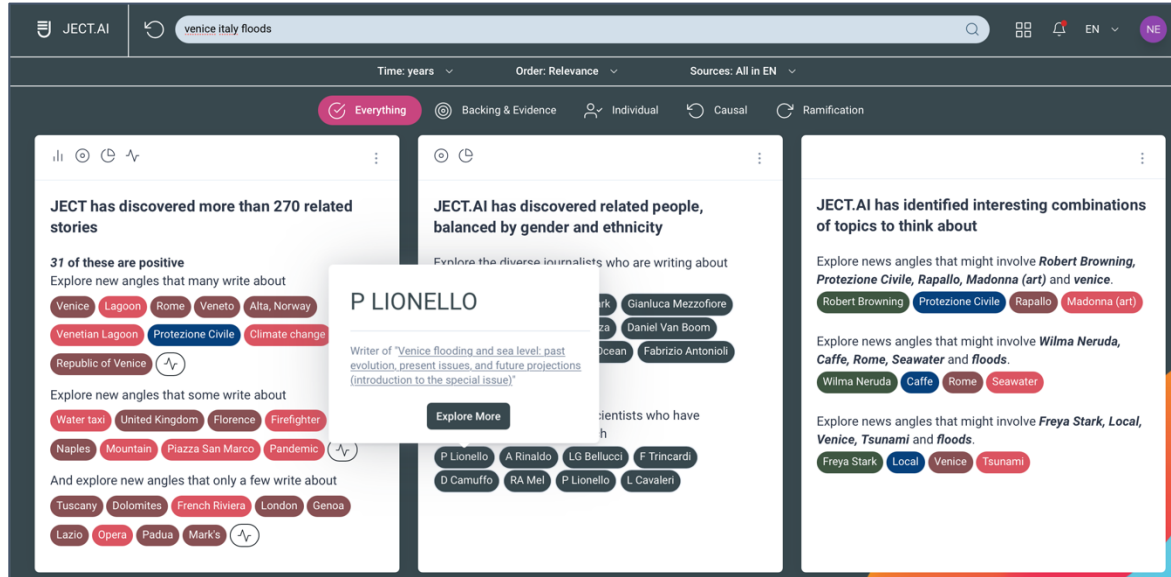 JECT.AI
venice italy floods
EN
NE
Time: years
Order: Relevance
Sources: All in EN
Everything
Backing & Evidence
Individual
Causal
Ramification
JECT has discovered more than 270 related
stories
31 of these are positive
Explore new angles that many write about
Venice Lagoon Rome Veneto Alta, Norway
Venetian Lagoon Protezione Civile Climate change
Republic of Venice
Explore new angles that some write about
Water taxi United Kingdom Florence Firefighter
Naples Mountain Piazza San Marco Pandemic
And explore new angles that only a few write about
Tuscany Dolomites French Riviera London Genoa
Lazio Opera Padua Mark's
JECT.AI has discovered related people,
balanced by gender and ethnicity
Explore the diverse journalists who are writing about
Gianluca Mezzofiore
Daniel Van Boom
Ocean Fabrizio Antonioli
P LIONELLO
Writer of "Venice flooding and sea level: past
evolution, present issues, and future projections
(introduction to the special issue)"
Explore More
who have
P Lionello A Rinaldo LG Bellucci F Trincardi
D Camuffo RA Mel P Lionello L Cavaleri
JECT.AI has identified interesting combinations
of topics to think about
Explore news angles that might involve Robert Browning,
Protezione Civile, Rapallo, Madonna (art) and venice.
Robert Browning Protezione Civile Rapallo Madonna (art)
Explore news angles that might involve Wilma Neruda,
Caffe, Rome, Seawater and floods.
Wilma Neruda Caffe Rome Seawater
Explore news angles that might involve Freya Stark, Local,
Venice, Tsunami and floods.
Freya Stark Local Venice Tsunami